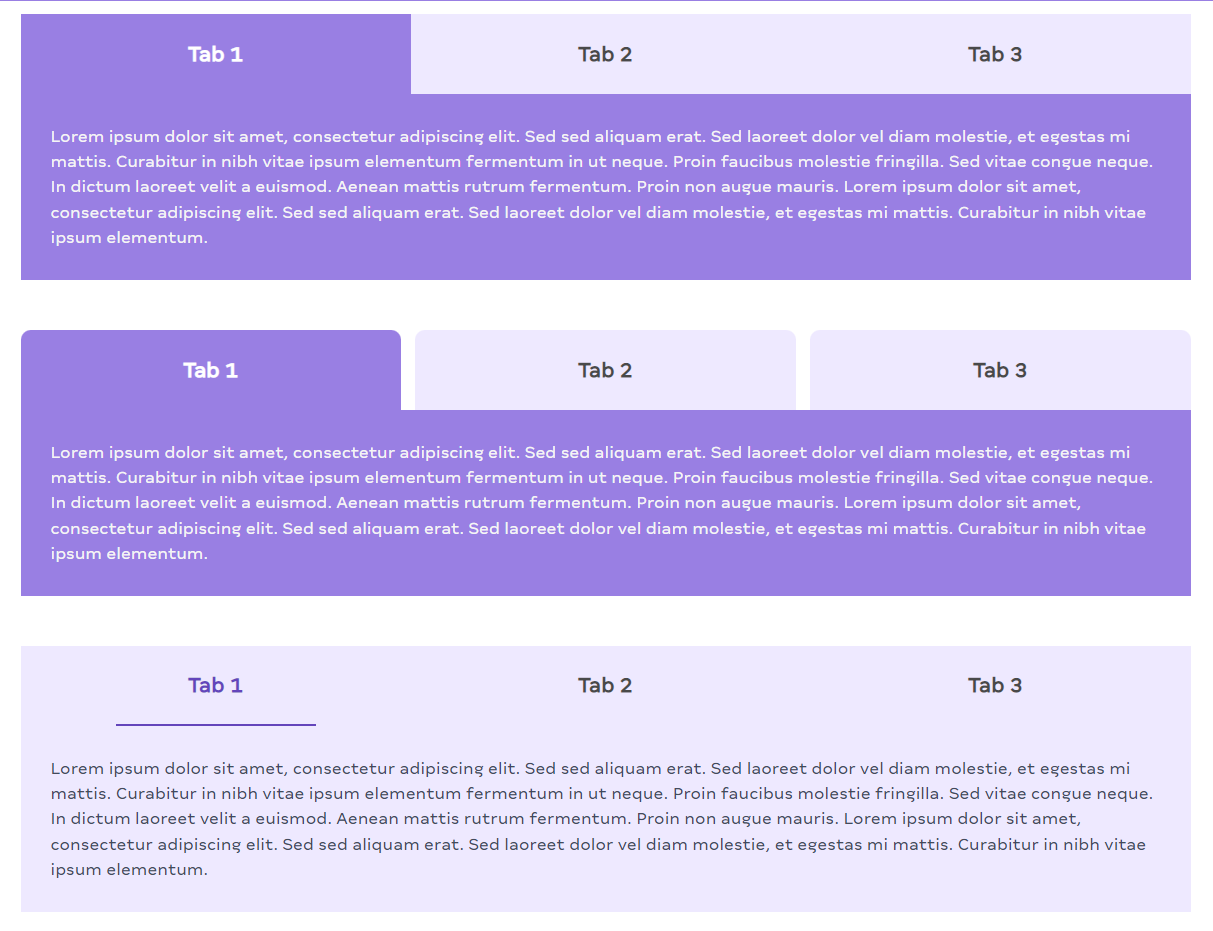 Tab 1 Tab 2 Tab 3
Lorem ipsum dolor sit amet, consectetur adipiscing elit. Sed sed aliquam erat. Sed laoreet dolor vel diam molestie, et egestas mi
mattis. Curabitur in nibh vitae ipsum elementum fermentum in ut neque. Proin faucibus molestie fringilla. Sed vitae congue neque.
In dictum laoreet velit a euismod. Aenean mattis rutrum fermentum. Proin non augue mauris. Lorem ipsum dolor sit amet,
consectetur adipiscing elit. Sed sed aliquam erat. Sed laoreet dolor vel diam molestie, et egestas mi mattis. Curabitur in nibh vitae
ipsum elementum.
Tab 1 Tab 2 Tab 3
Lorem ipsum dolor sit amet, consectetur adipiscing elit. Sed sed aliquam erat. Sed laoreet dolor vel diam molestie, et egestas mi
mattis. Curabitur in nibh vitae ipsum elementum fermentum in ut neque. Proin faucibus molestie fringilla. Sed vitae congue neque.
In dictum laoreet velit a euismod. Aenean mattis rutrum fermentum. Proin non augue mauris. Lorem ipsum dolor sit amet,
consectetur adipiscing elit. Sed sed aliquam erat. Sed laoreet dolor vel diam molestie, et egestas mi mattis. Curabitur in nibh vitae
ipsum elementum.
Tab 1 Tab 2 Tab 3
Lorem ipsum dolor sit amet, consectetur adipiscing elit. Sed sed aliquam erat. Sed laoreet dolor vel diam molestie, et egestas mi
mattis. Curabitur in nibh vitae ipsum elementum fermentum in ut neque. Proin faucibus molestie fringilla. Sed vitae congue neque.
In dictum laoreet velit a euismod. Aenean mattis rutrum fermentum. Proin non augue mauris. Lorem ipsum dolor sit amet,
consectetur adipiscing elit. Sed sed aliquam erat. Sed laoreet dolor vel diam molestie, et egestas mi mattis. Curabitur in nibh vitae
ipsum elementum.